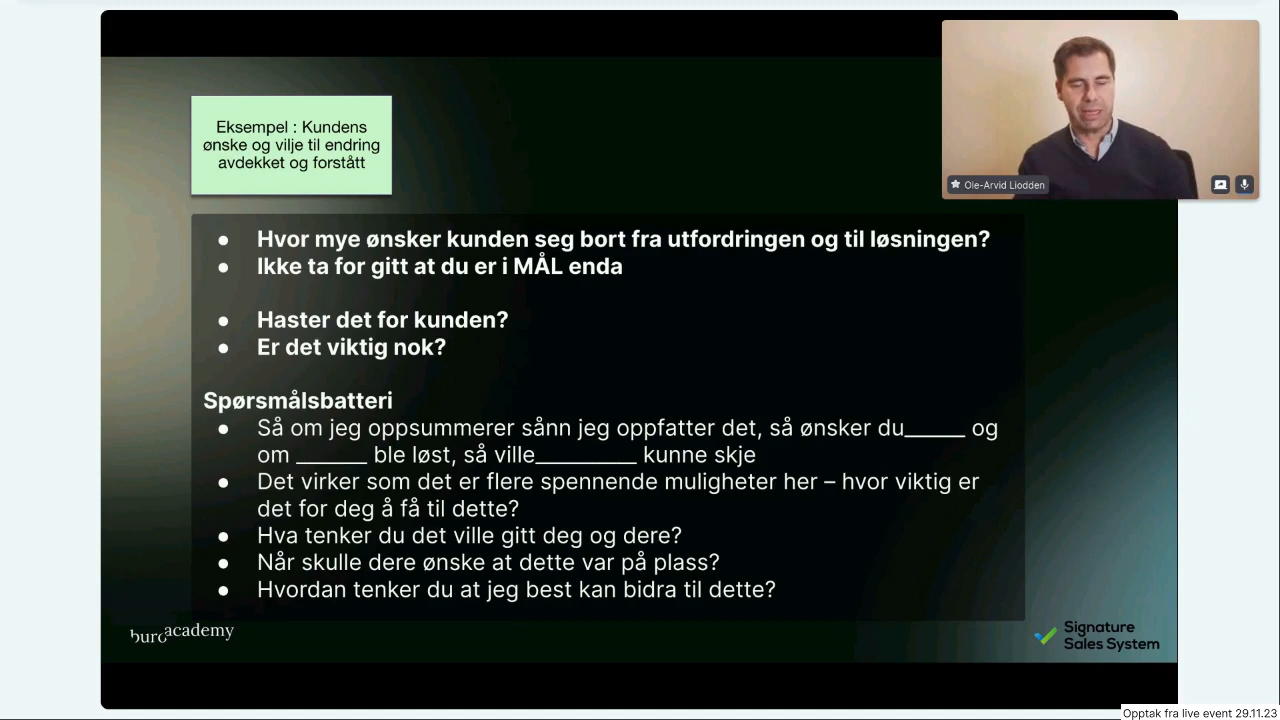 Eksempel : Kundens
ønske og vilje til endring
avdekket og forstått
Ole-Arvid Liodden
● Hvor mye ønsker kunden seg bort fra utfordringen og til løsningen?
● Ikke ta for gitt at du er i MÅL enda
● Haster det for kunden?
● Er det viktig nok?
Spørsmålsbatteri
● Så om jeg oppsummerer sånn jeg oppfatter det, så ønsker du_____ og
om ______ ble løst, så ville_________ kunne skje
● Det virker som det er flere spennende muligheter her – hvor viktig er
det for deg å få til dette?
● Hva tenker du det ville gitt deg og dere?
● Når skulle dere ønske at dette var på plass?
● Hvordan tenker du at jeg best kan bidra til dette?
buroacademy
Signature
Sales System
Opptak fra live event 29.11.23